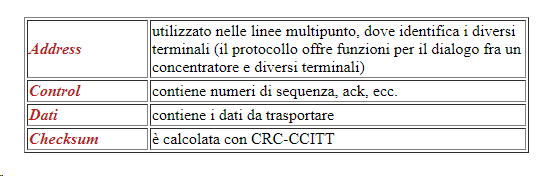 Address
utilizzato nelle linee multipunto, dove identifica i diversi
terminali (il protocollo offre funzioni per il dialogo fra un
concentratore e diversi terminali)
Control
contiene numeri di sequenza, ack, ecc.
Dati
contiene i dati da trasportare
Checksum
è calcolata con CRC-CCITT